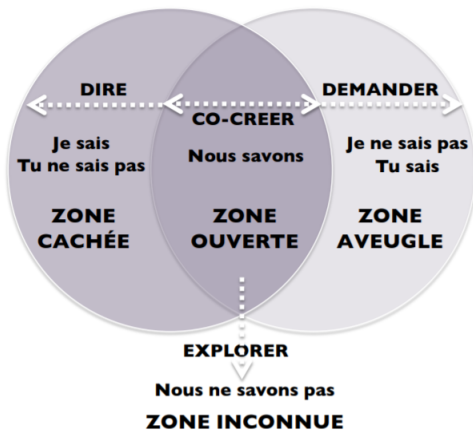 DIRE
Je sais
Tu ne sais pas
ZONE
CACHÉE
CO-CREER
Nous savons
ZONE
OUVERTE
DEMANDER
Je ne sais pas
Tu sais
ZONE
AVEUGLE
EXPLORER
Nous ne savons pas
ZONE INCONNUE